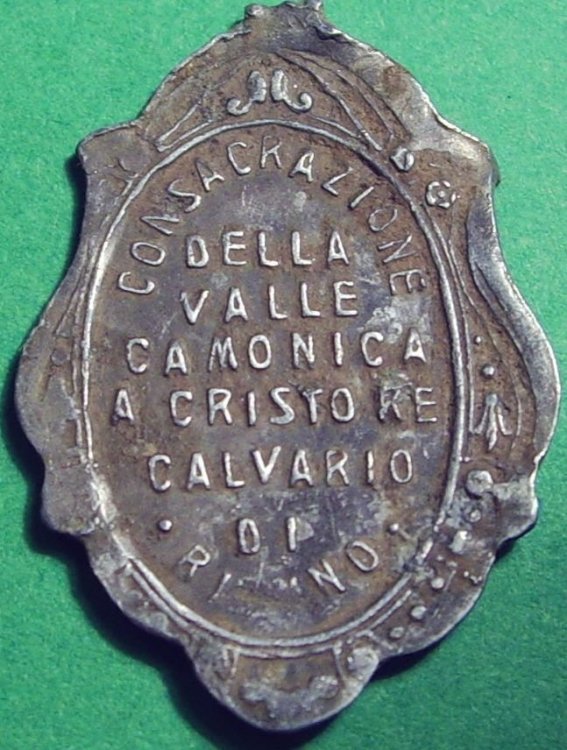 CONSACRAZIONE
DELLA
VALLE
CAMONICA
A CRISTO RE
CALVARIO
DI